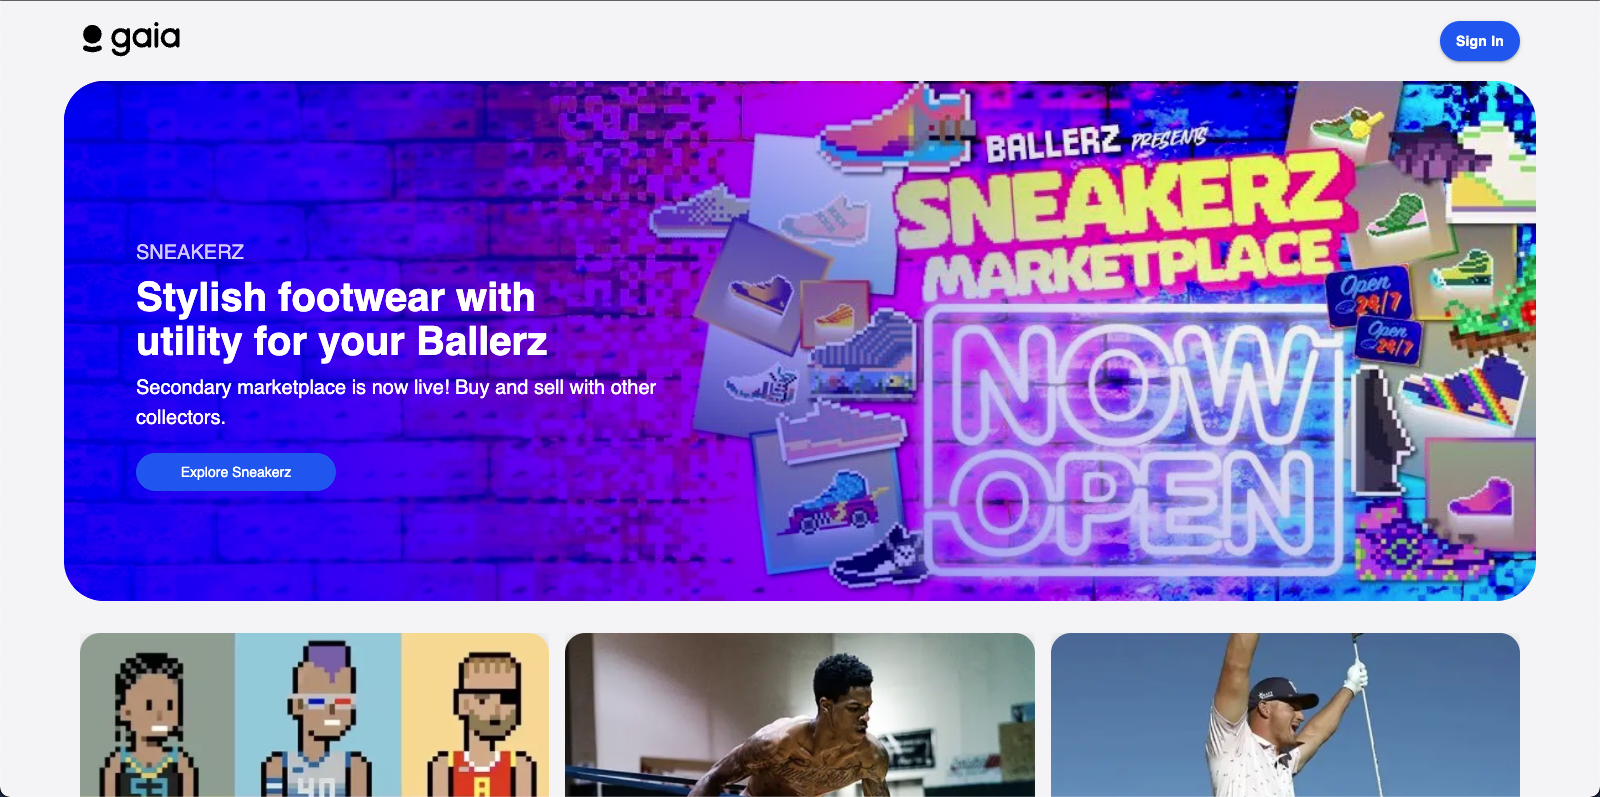 gaia
Sign In
BALLERZ PRESENTS
SNEAKERZ
MARKETPLACE
NOW
OPEN
Open
24/7
Open
24/7
SNEAKERZ
Stylish footwear with
utility for your Ballerz
Secondary marketplace is now live! Buy and sell with other
collectors.
Explore Sneakerz